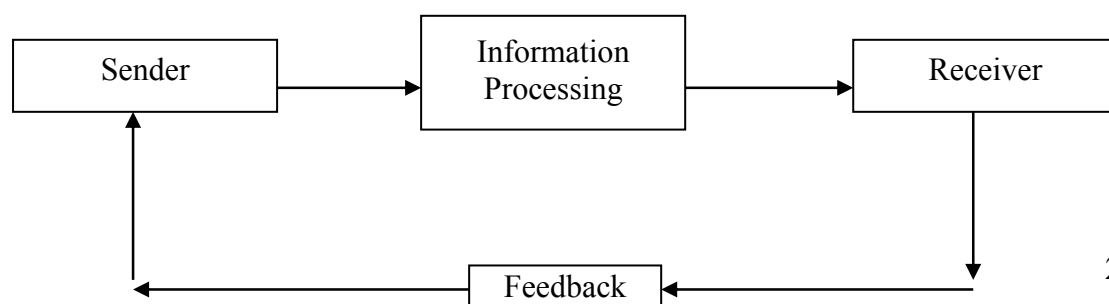 Sender
Information
Processing
Receiver
Feedback
2